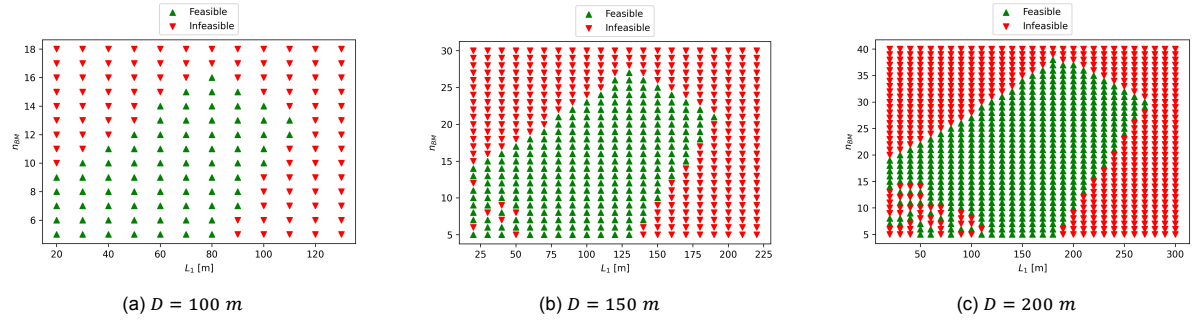 Feasible
Infeasible
18
16
14
12
10
8
6
n_BM
20 40 60 80 100 120
L_1 [m]
(a) D = 100 m
Feasible
Infeasible
30
25
20
15
10
5
n_BM
25 50 75 100 125 150 175 200 225
L_1 [m]
(b) D = 150 m
Feasible
Infeasible
40
35
30
25
20
15
10
5
n_BM
50 100 150 200 250 300
L_1 [m]
(c) D = 200 m